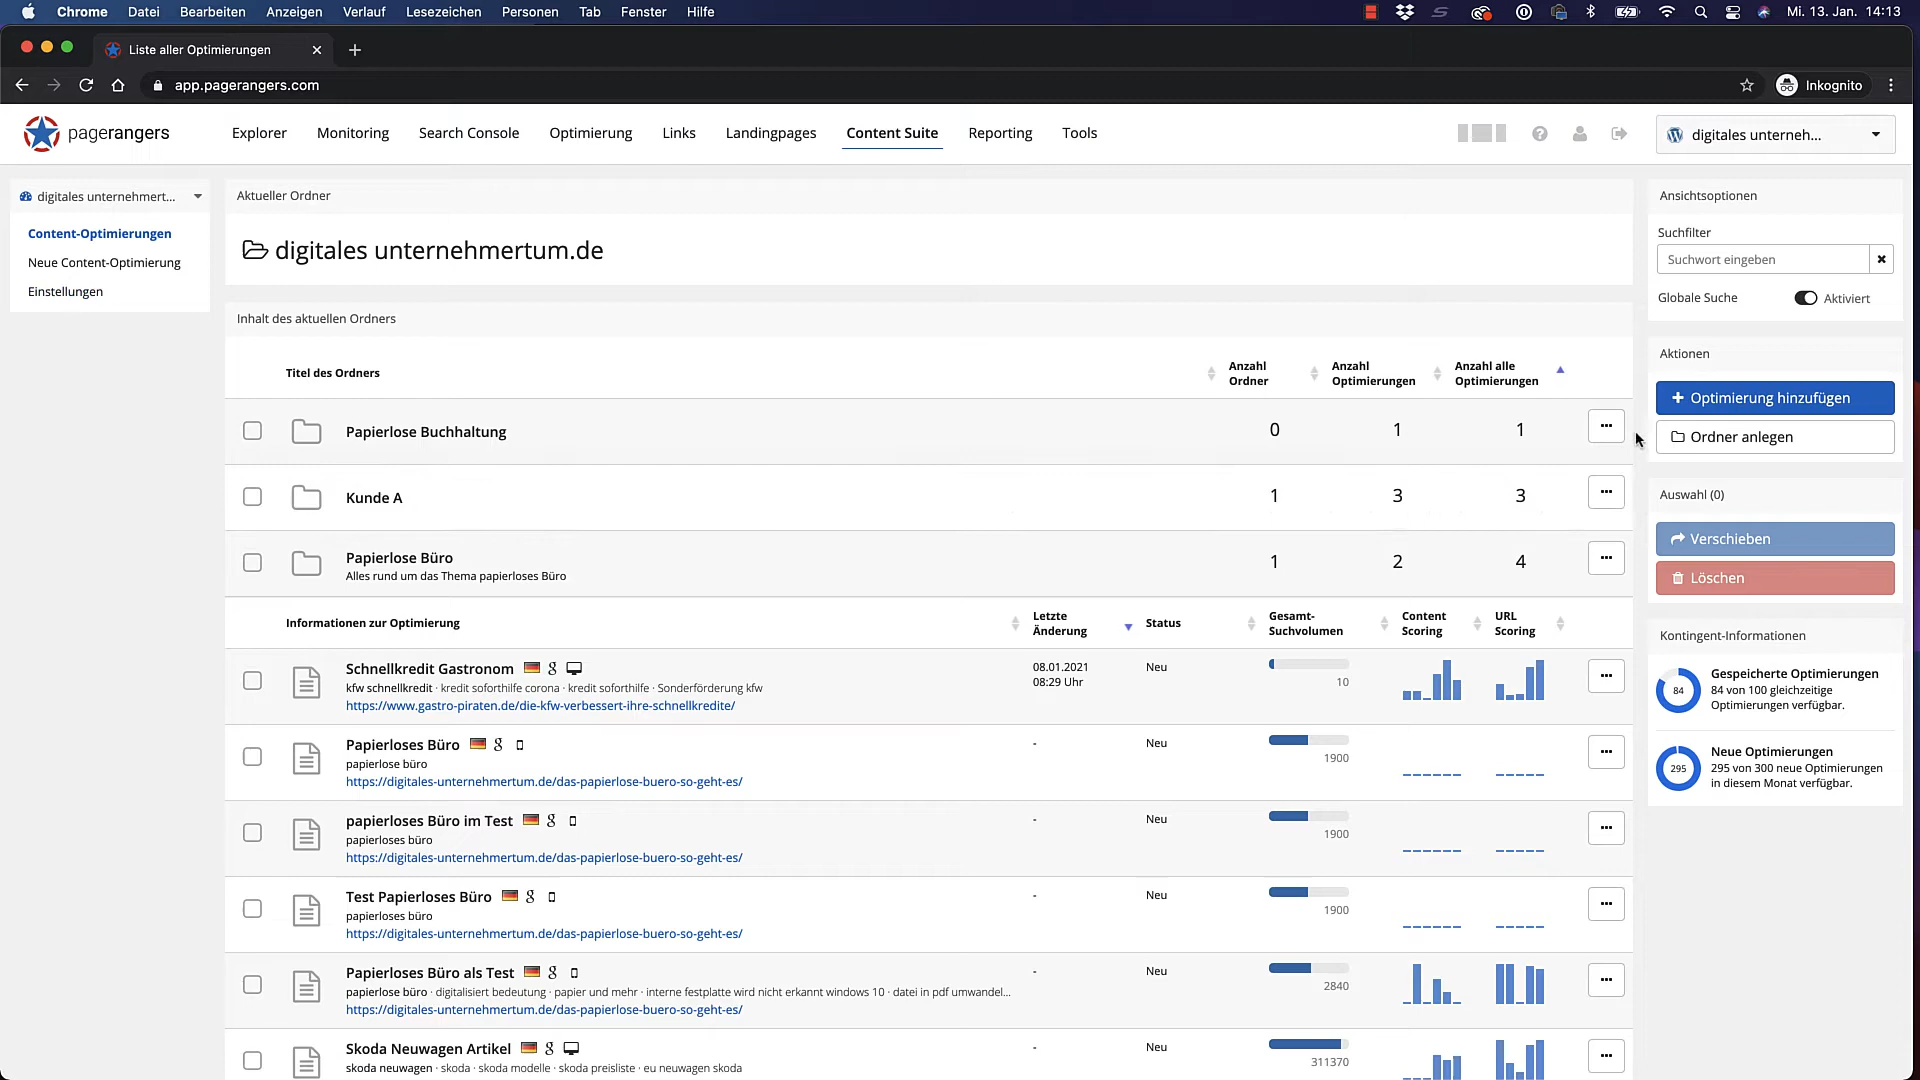 Chrome Datei Bearbeiten Anzeigen Verlauf Lesezeichen Personen Tab Fenster Hilfe Mi. 13. Jan. 14:13
Liste aller Optimierungen
app.pagerangers.com Inkognito
pagerangers Explorer Monitoring Search Console Optimierung Links Landingpages Content Suite Reporting Tools digitales unterneh...
digitales unternehmert...
Content-Optimierungen
Neue Content-Optimierung
Einstellungen
Aktueller Ordner
digitales unternehmertum.de
Inhalt des aktuellen Ordners
Titel des Ordners Anzahl Ordner Anzahl Optimierungen Anzahl alle Optimierungen
Papierlose Buchhaltung 0 1 1 ...
Kunde A 1 3 3 ...
Papierlose Büro 1 2 4 ...
Alles rund um das Thema papierloses Büro
Informationen zur Optimierung Letzte Änderung Status Gesamt-Suchvolumen Content Scoring URL Scoring
Schnellkredit Gastronom 08.01.2021 Neu ...
kfw schnellkredit · kredit soforthilfe corona · kredit soforthilfe · Sonderförderung kfw 08:29 Uhr 10
https://www.gastro-piraten.de/die-kfw-verbessert-ihre-schnellkredite/
Papierloses Büro - Neu ...
papierlose büro 1900
https://digitales-unternehmertum.de/das-papierlose-buero-so-geht-es/
papierloses Büro im Test - Neu ...
papierloses büro 1900
https://digitales-unternehmertum.de/das-papierlose-buero-so-geht-es/
Test Papierloses Büro - Neu ...
papierloses büro 1900
https://digitales-unternehmertum.de/das-papierlose-buero-so-geht-es/
Papierloses Büro als Test - Neu ...
papierlose büro · digitalisiert bedeutung · papier und mehr · interne festplatte wird nicht erkannt windows 10 · datei in pdf umwandel... 2840
https://digitales-unternehmertum.de/das-papierlose-buero-so-geht-es/
Skoda Neuwagen Artikel - Neu ...
skoda neuwagen · skoda · skoda modelle · skoda preisliste · eu neuwagen skoda 311370
Ansichtsoptionen
Suchfilter
Suchwort eingeben
Globale Suche Aktiviert
Aktionen
Optimierung hinzufügen
Ordner anlegen
Auswahl (0)
Verschieben
Löschen
Kontingent-Informationen
84
Gespeicherte Optimierungen
84 von 100 gleichzeitige
Optimierungen verfügbar.
295
Neue Optimierungen
295 von 300 neue Optimierungen
in diesem Monat verfügbar.